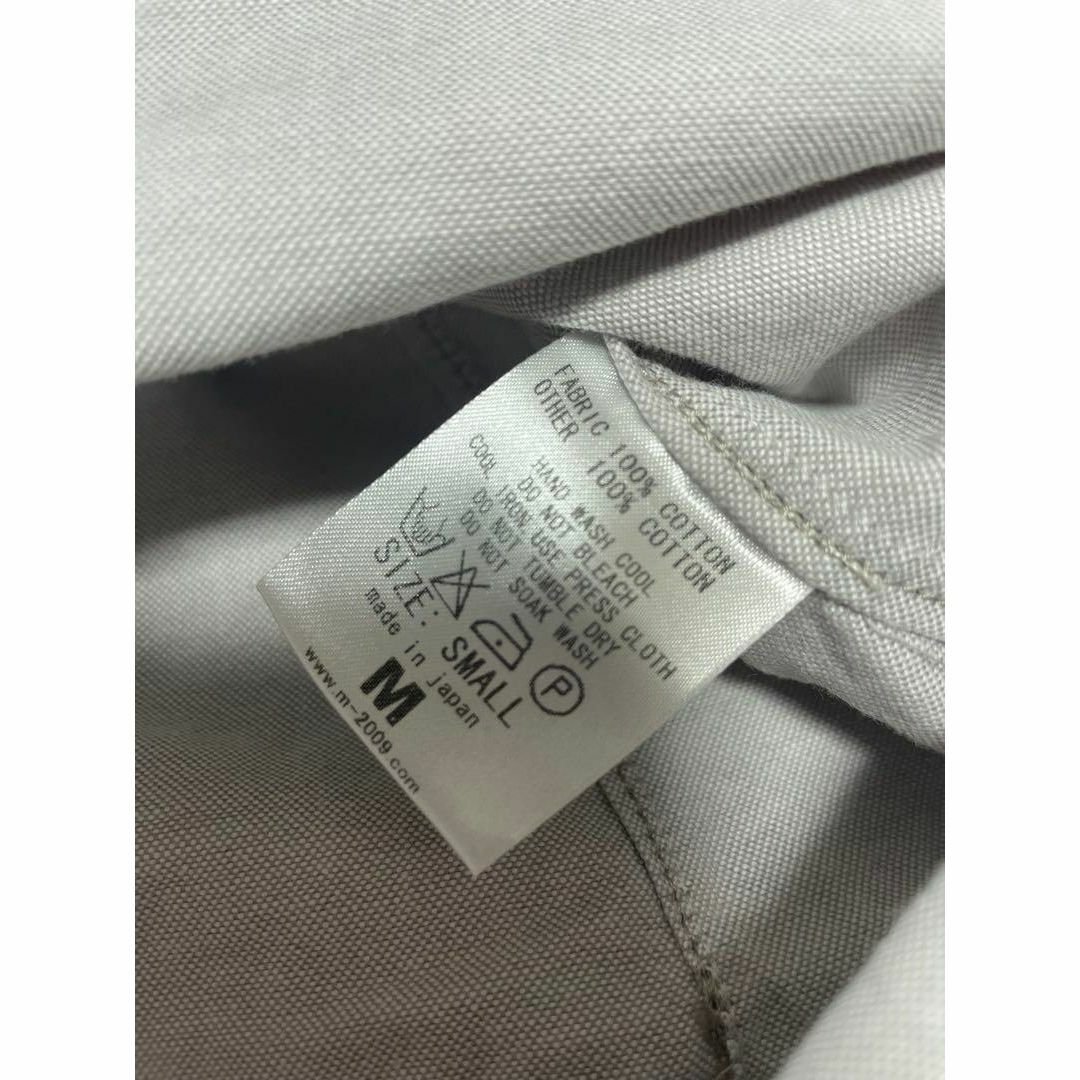 FABRIC 100% COTTON
OTHER 100% COTTON
HAND WASH COOL
DO NOT BLEACH
COOL IRON USE PRESS CLOTH
DO NOT TUMBLE DRY
DO NOT SOAK WASH
P
SIZE: SMALL
made in japan
M
www.m-2009.com